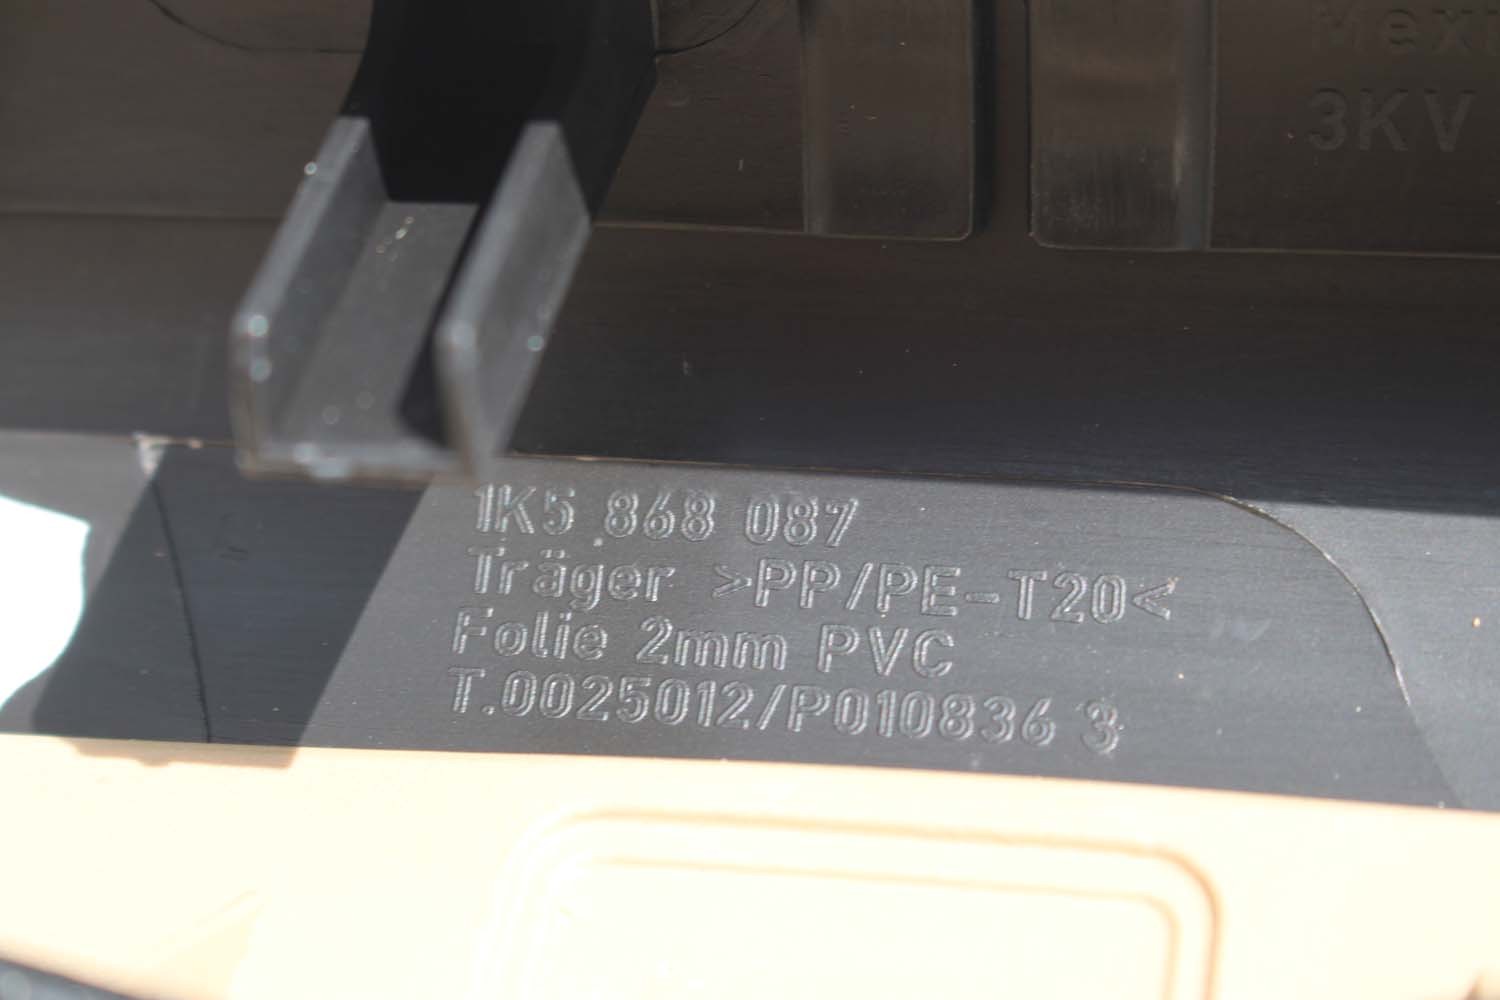 3KV
1K5 868 087
Träger >PP/PE-T20<
Folie 2mm PVC
T.0025012/P010836 3